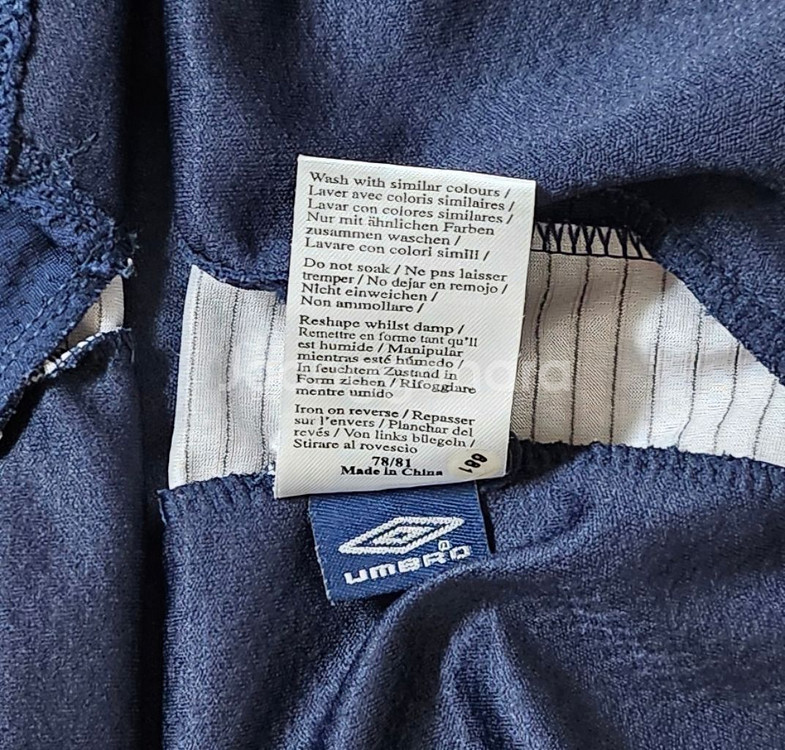 Wash with similar colours /
Laver avec coloris similaires /
Lavar con colores similares /
Nur mit ähnlichen Farben
zusammen waschen /
Lavare con colori simili /
Do not soak / Ne pas laisser
tremper / No dejar en remojo /
Nicht einweichen /
Non ammollare /
Reshape whilst damp /
Remettre en forme tant qu'il
est humide / Manipular
mientras esté húmedo /
In feuchtem Zustand in
Form ziehen / Rifoggiare
mentre umido
Iron on reverse / Repasser
sur l'envers / Planchar del
revés / Von links bügeln /
Stirare al rovescio
78/81
Made in China
681
UMBRO